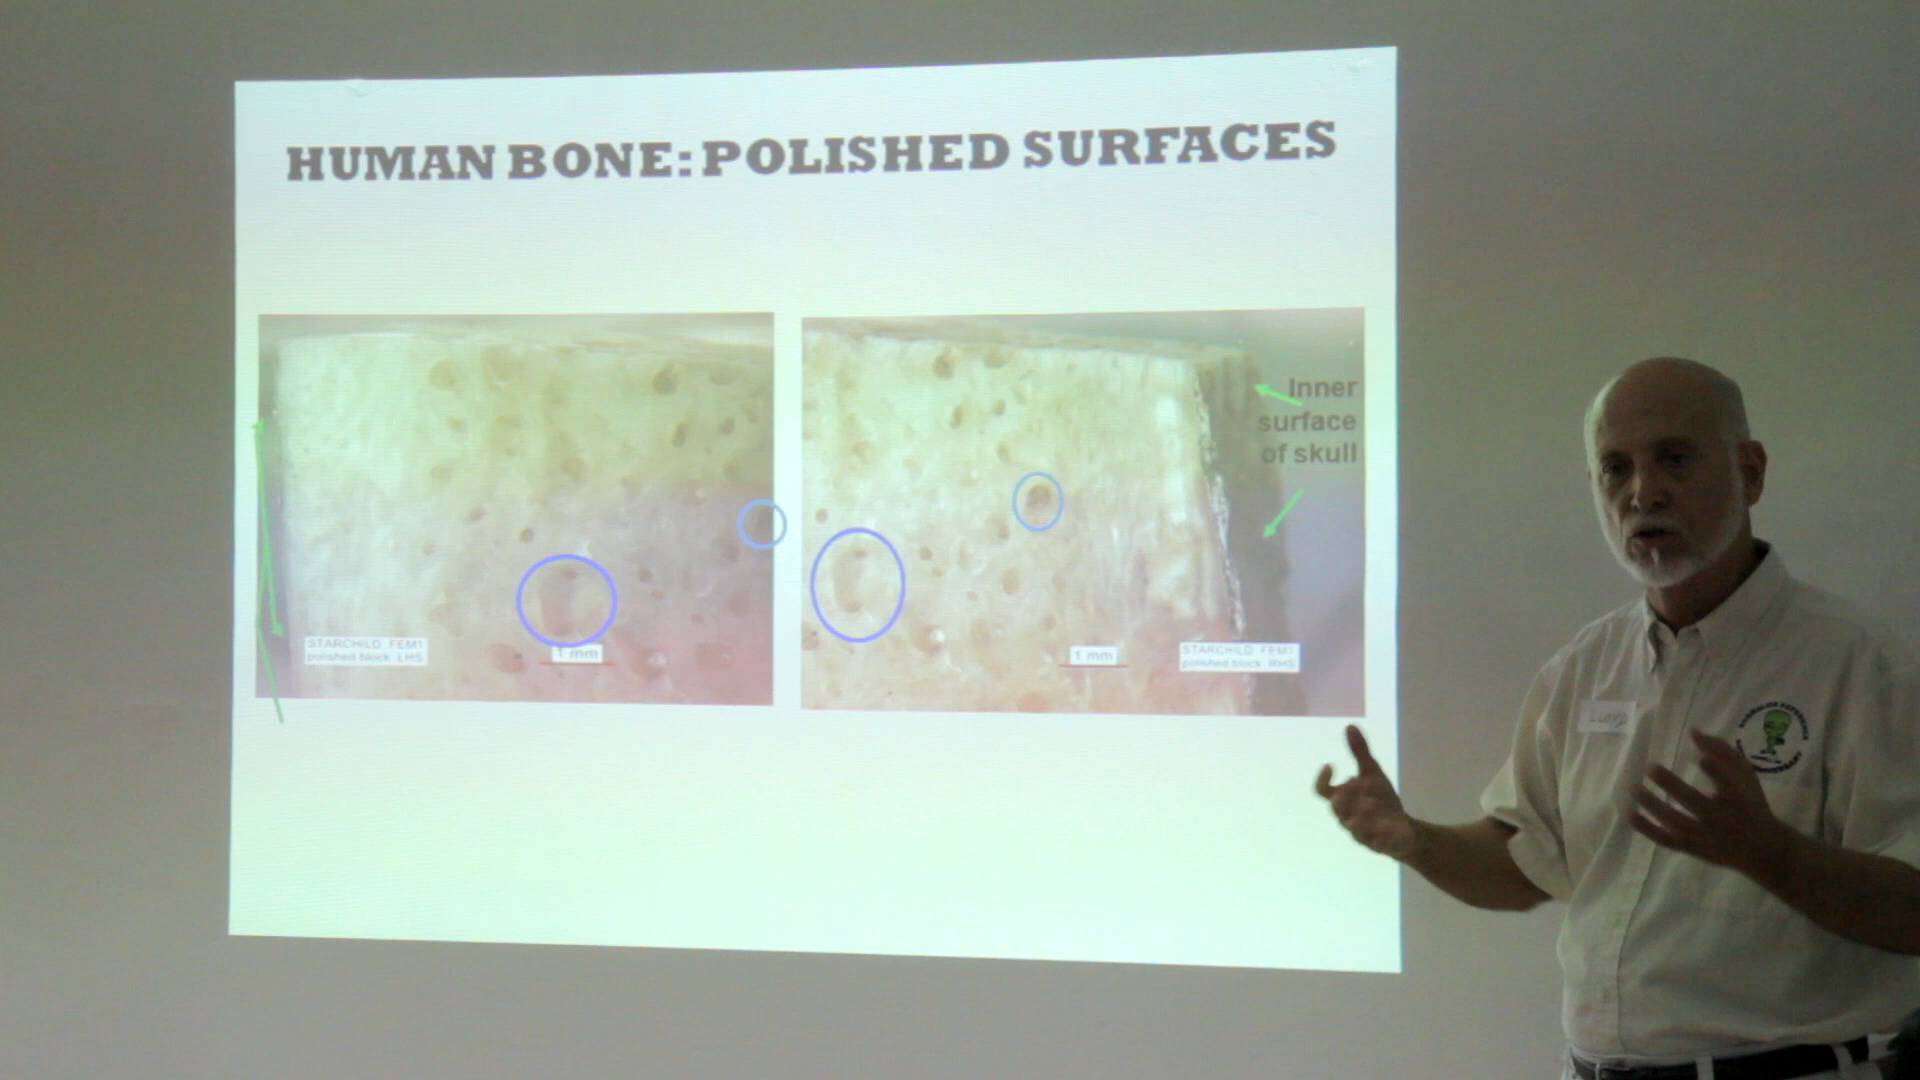 HUMAN BONE: POLISHED SURFACES
Inner
surface
of skull
STARCHILD FEM1
polished block LHS
1 mm
1 mm
STARCHILD FEM1
polished block RHS
LLOYD